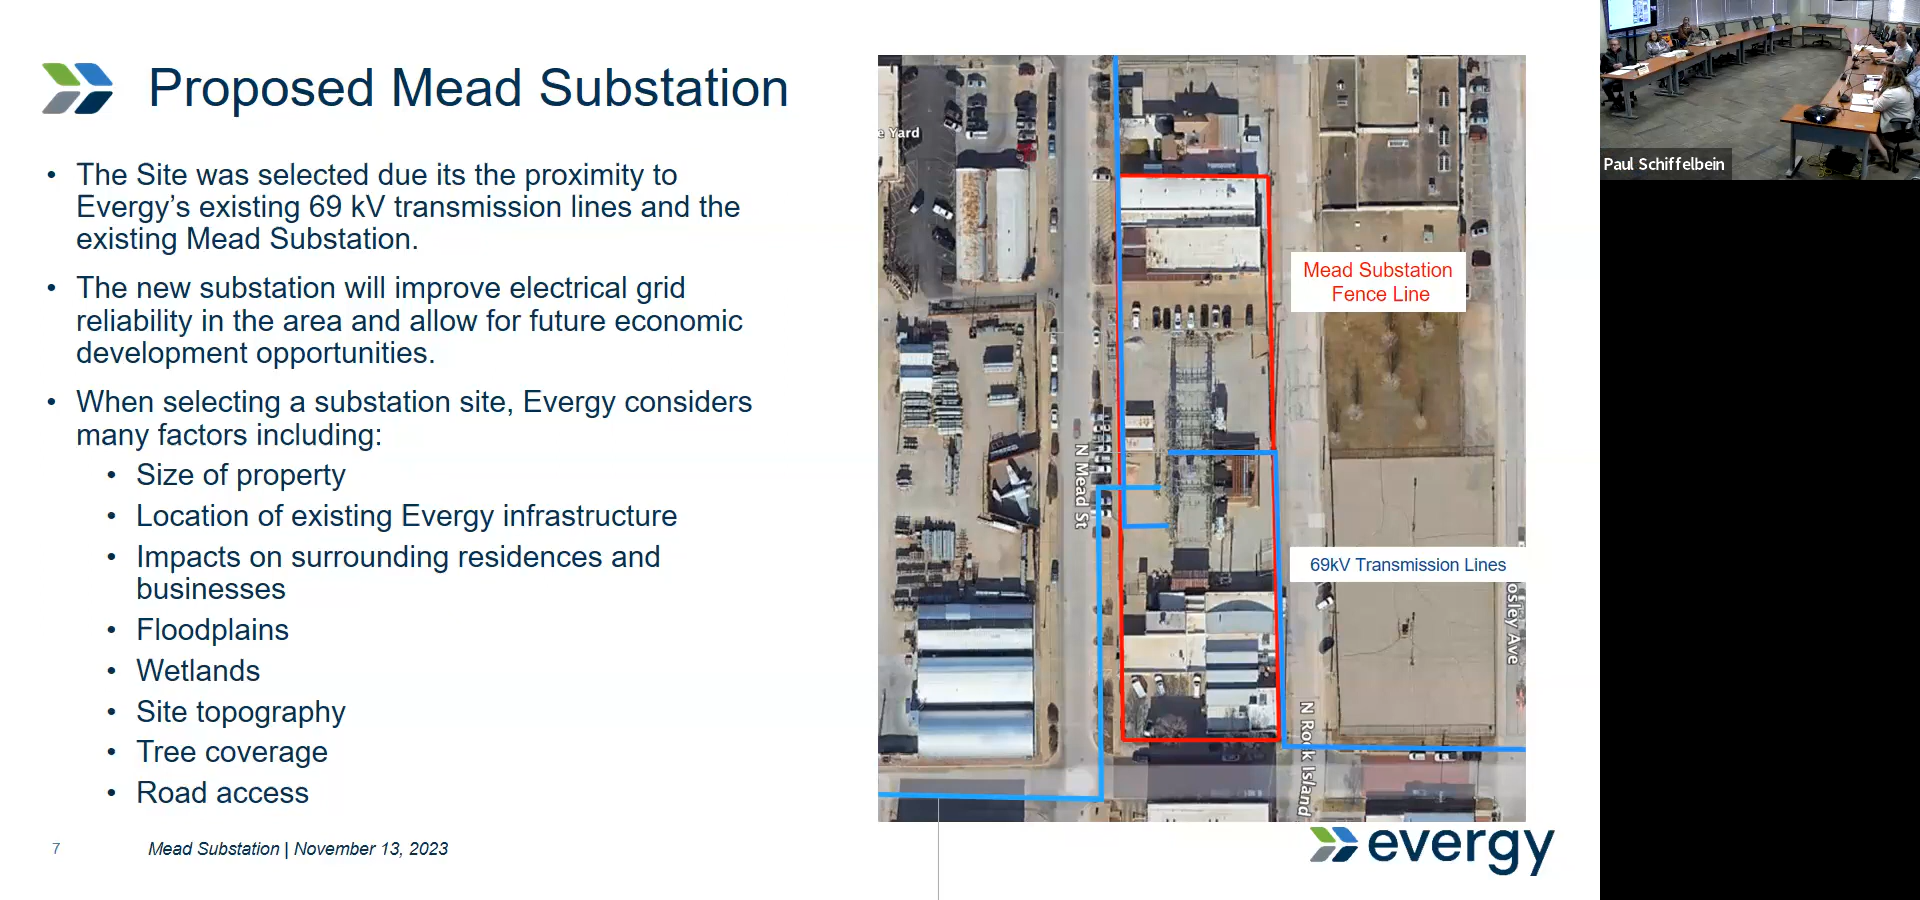 Proposed Mead Substation
• The Site was selected due its the proximity to
Evergy’s existing 69 kV transmission lines and the
existing Mead Substation.
• The new substation will improve electrical grid
reliability in the area and allow for future economic
development opportunities.
• When selecting a substation site, Evergy considers
many factors including:
• Size of property
• Location of existing Evergy infrastructure
• Impacts on surrounding residences and
businesses
• Floodplains
• Wetlands
• Site topography
• Tree coverage
• Road access
7
Mead Substation | November 13, 2023
e Yard
Mead Substation
Fence Line
N Mead St
69kV Transmission Lines
osley Ave
N Rock Island
evergy
Paul Schiffelbein